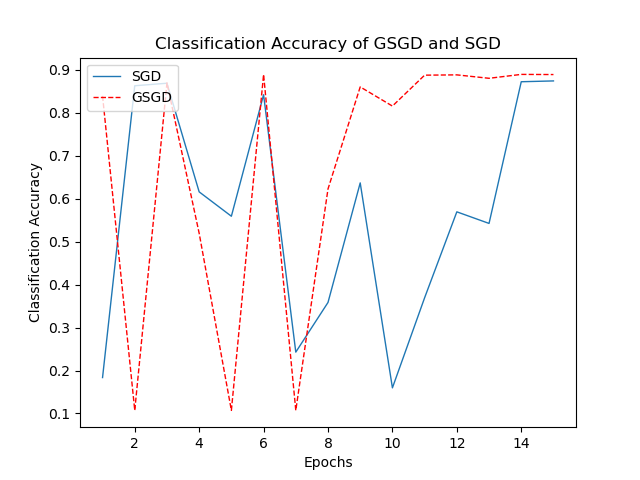 Classification Accuracy of GSGD and SGD
SGD
GSGD
Classification Accuracy
0.9
0.8
0.7
0.6
0.5
0.4
0.3
0.2
0.1
2 4 6 8 10 12 14
Epochs